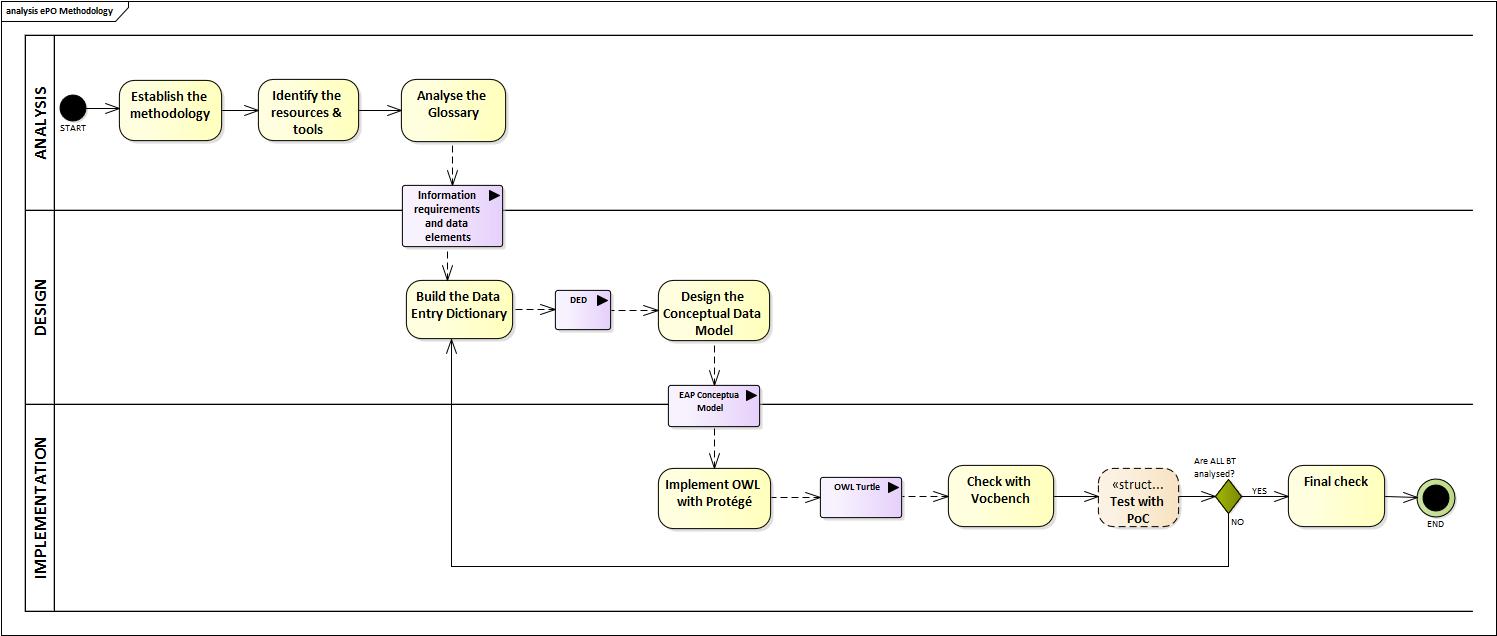 analysis ePO Methodology
ANALYSIS
START
Establish the
methodology
Identify the
resources &
tools
Analyse the
Glossary
Information
requirements
and data
elements
DESIGN
Build the Data
Entry Dictionary
DED
Design the
Conceptual Data
Model
EAP Conceptua
Model
IMPLEMENTATION
Implement OWL
with Protégé
OWL Turtle
Check with
Vocbench
«struct...
Test with
PoC
Are ALL BT
analysed?
YES
NO
Final check
END